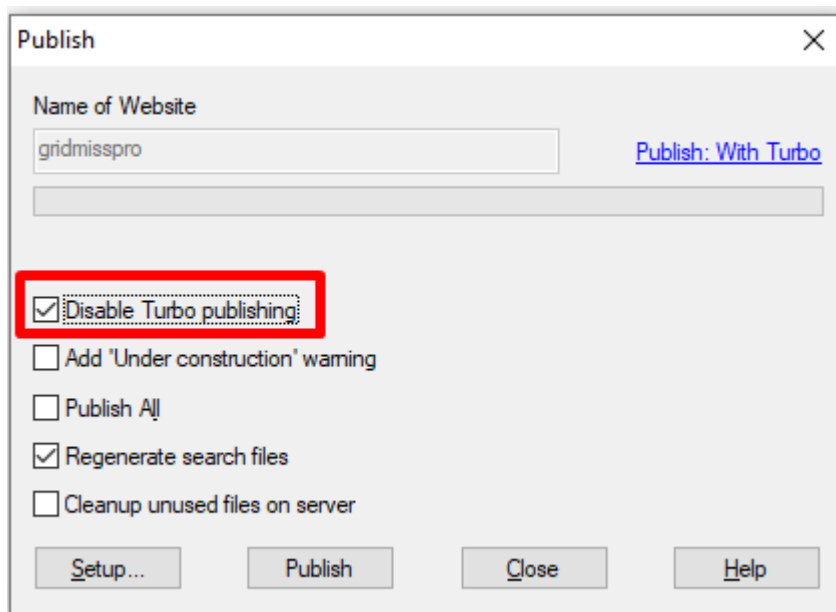 Publish
Name of Website
gridmisspro
Publish: With Turbo
Disable Turbo publishing
Add 'Under construction' warning
Publish All
Regenerate search files
Cleanup unused files on server
Setup... Publish Close Help